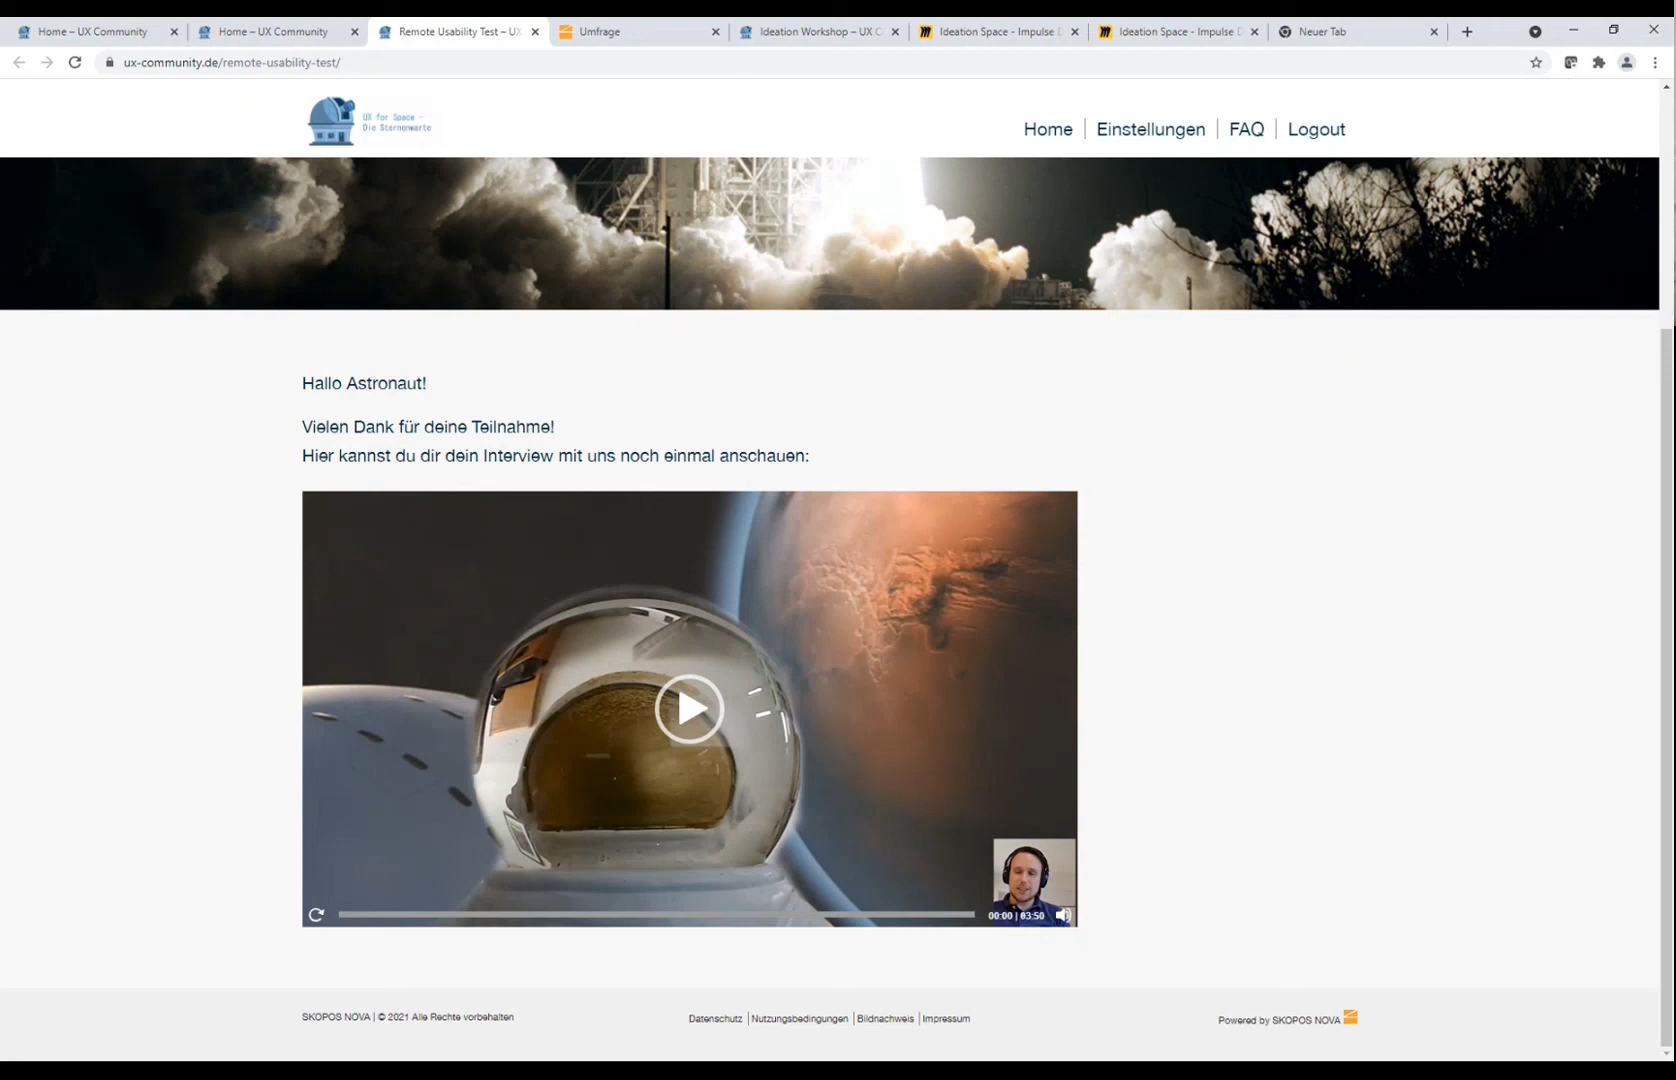 Home – UX Community
Home – UX Community
Remote Usability Test – UX
Umfrage
Ideation Workshop – UX C
Ideation Space - Impulse D
Ideation Space - Impulse D
Neuer Tab
ux-community.de/remote-usability-test/
UX for Space –
Die Sternenwarte
Home
Einstellungen
FAQ
Logout
Hallo Astronaut!
Vielen Dank für deine Teilnahme!
Hier kannst du dir dein Interview mit uns noch einmal anschauen:
00:00 | 03:50
SKOPOS NOVA | © 2021 Alle Rechte vorbehalten
Datenschutz | Nutzungsbedingungen | Bildnachweis | Impressum
Powered by SKOPOS NOVA